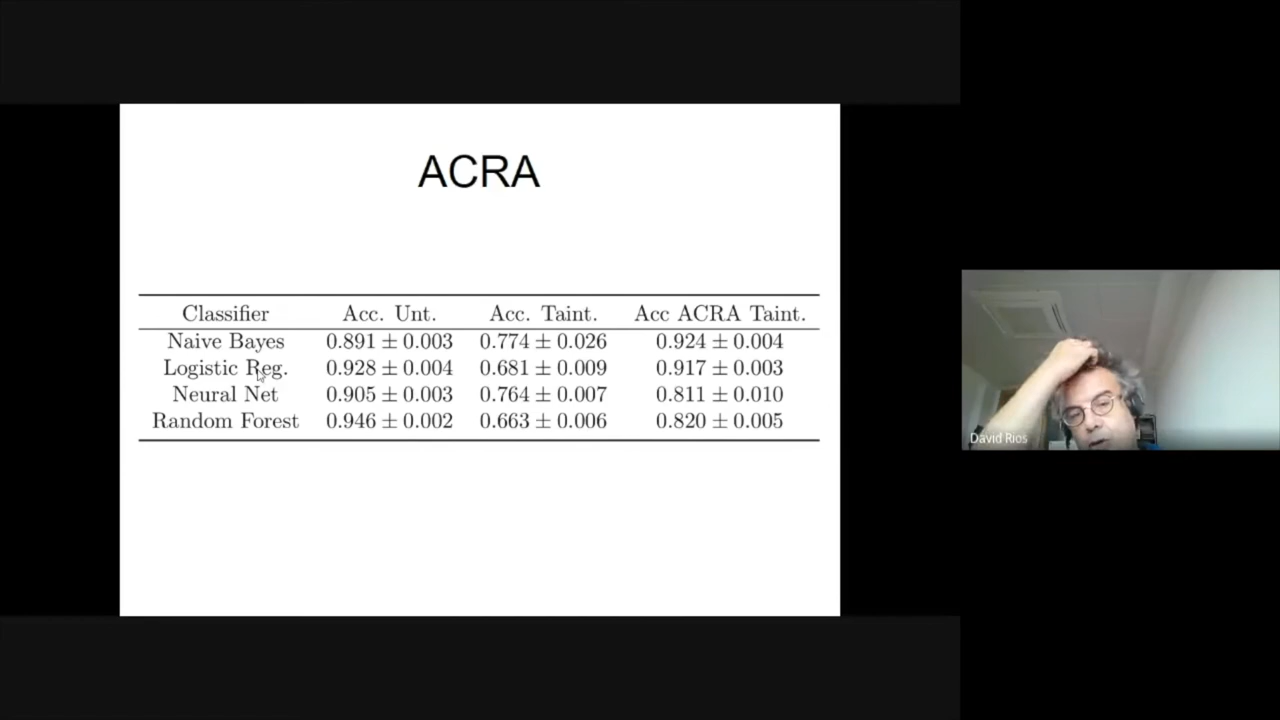 ACRA
Classifier Acc. Unt. Acc. Taint. Acc ACRA Taint.
Naive Bayes 0.891 ± 0.003 0.774 ± 0.026 0.924 ± 0.004
Logistic Reg. 0.928 ± 0.004 0.681 ± 0.009 0.917 ± 0.003
Neural Net 0.905 ± 0.003 0.764 ± 0.007 0.811 ± 0.010
Random Forest 0.946 ± 0.002 0.663 ± 0.006 0.820 ± 0.005
David Rios